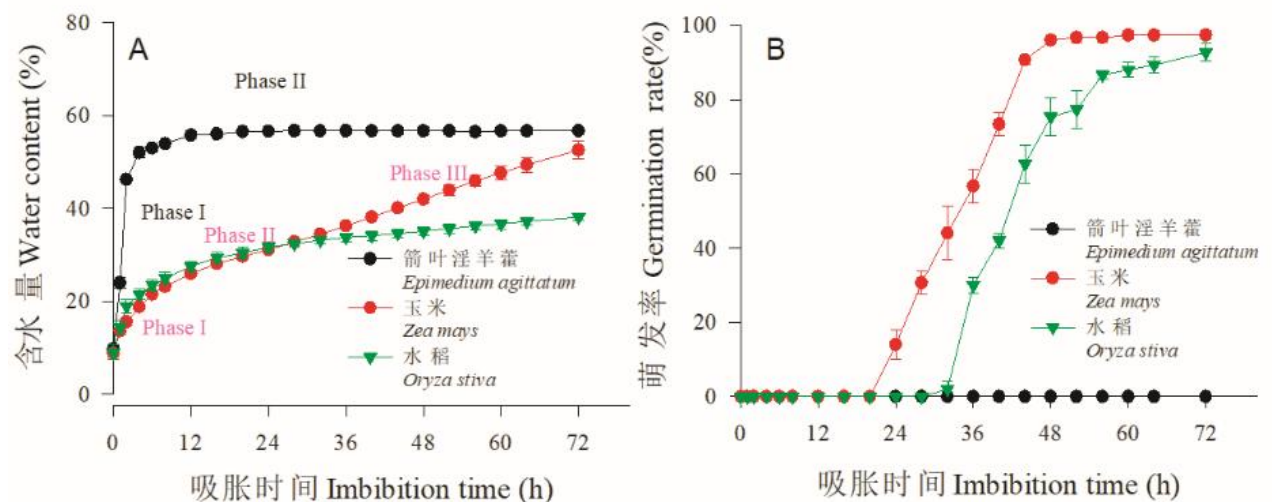 A
含水 量 Water content (%)
80
60
40
20
0
Phase II
Phase I
Phase III
Phase II
Phase I
箭叶淫羊藿
Epimedium agittatum
玉米
Zea mays
水稻
Oryza stiva
0 12 24 36 48 60 72
吸胀时间 Imbibition time (h)
B
萌 发率 Germination rate(%)
100
80
60
40
20
0
箭叶淫羊藿
Epimedium agittatum
玉米
Zea mays
水稻
Oryza stiva
0 12 24 36 48 60 72
吸胀时间 Imbibition time (h)